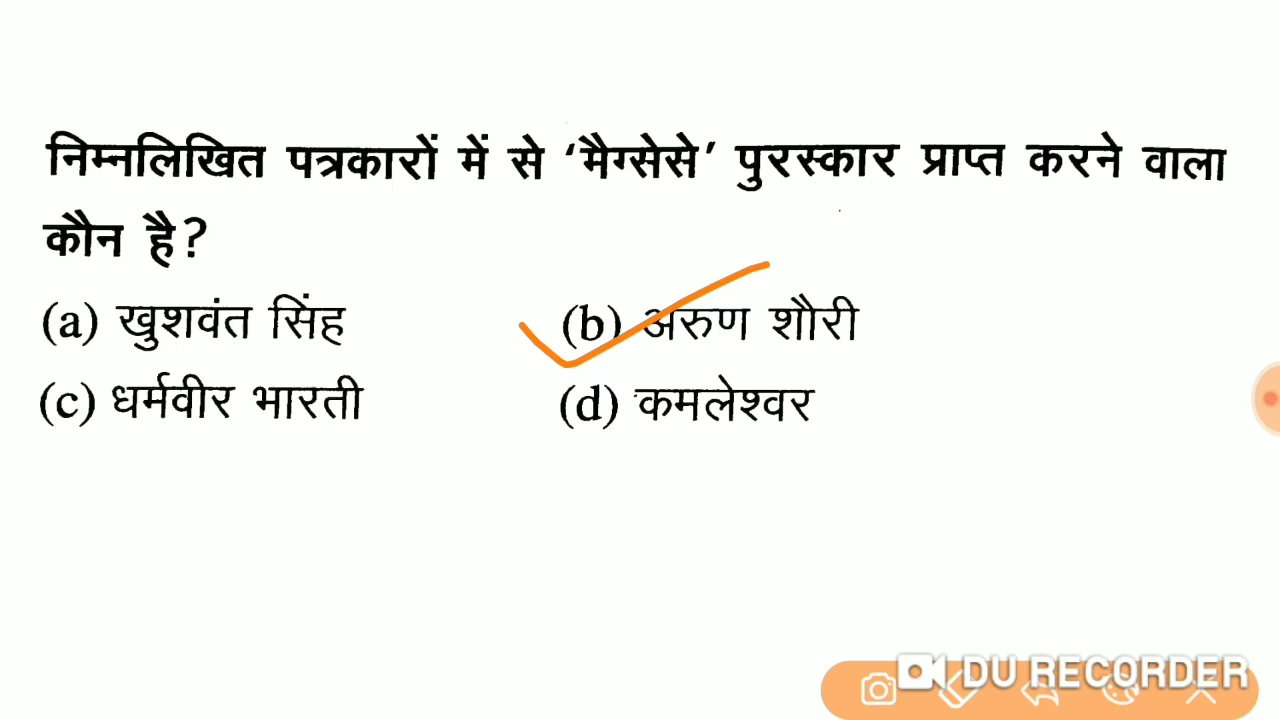 निम्नलिखित पत्रकारों में से ‘मैग्सेसे’ पुरस्कार प्राप्त करने वाला
कौन है?
(a) खुशवंत सिंह (b) अरुण शौरी
(c) धर्मवीर भारती (d) कमलेश्वर
DU RECORDER